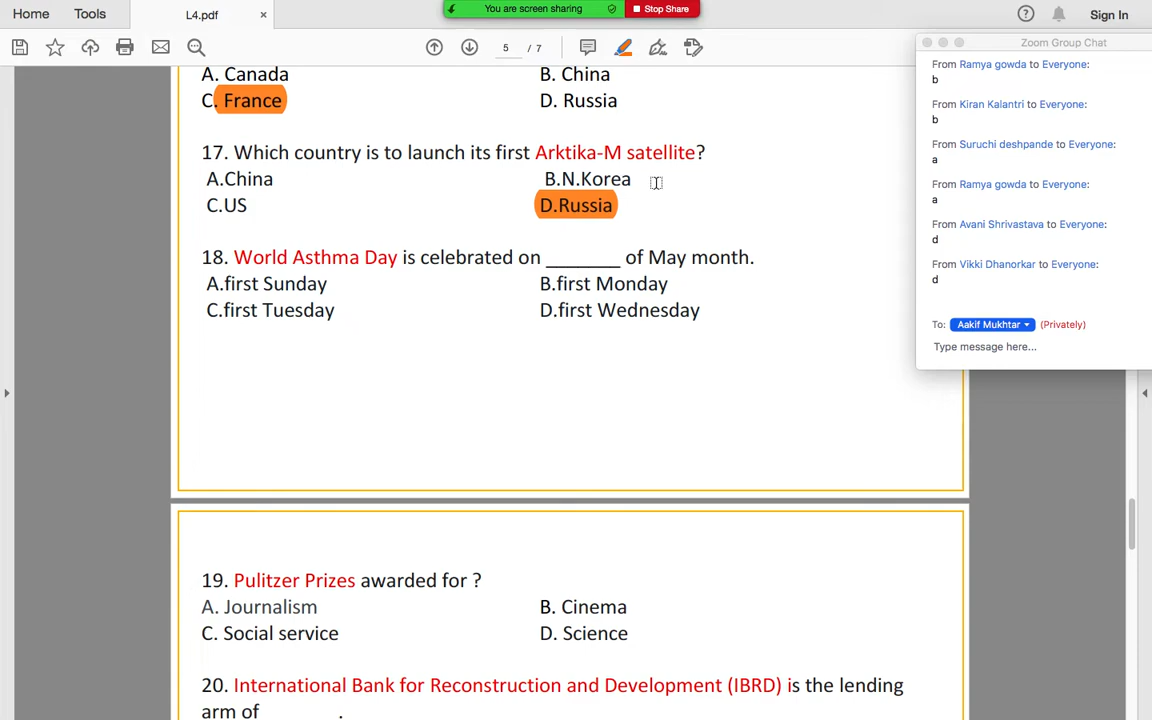 Home
Tools
L4.pdf
×
You are screen sharing
Stop Share
Sign In
5 / 7
Zoom Group Chat
From Ramya gowda to Everyone:
b
From Kiran Kalantri to Everyone:
b
From Suruchi deshpande to Everyone:
a
From Ramya gowda to Everyone:
a
From Avani Shrivastava to Everyone:
d
From Vikki Dhanorkar to Everyone:
d
To: Aakif Mukhtar (Privately)
Type message here...
A. Canada B. China
C. France D. Russia
17. Which country is to launch its first Arktika-M satellite?
A.China B.N.Korea
C.US D.Russia
18. World Asthma Day is celebrated on _______ of May month.
A.first Sunday B.first Monday
C.first Tuesday D.first Wednesday
19. Pulitzer Prizes awarded for ?
A. Journalism B. Cinema
C. Social service D. Science
20. International Bank for Reconstruction and Development (IBRD) is the lending
arm of _______.